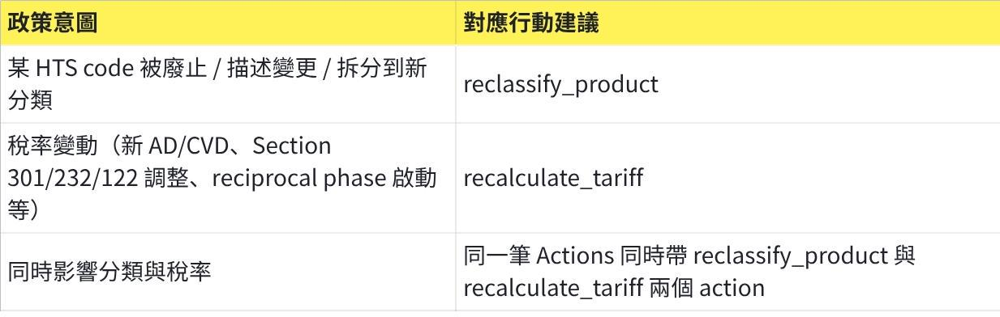 政策意圖
對應行動建議
某 HTS code 被廢止 / 描述變更 / 拆分到新
分類
reclassify_product
稅率變動（新 AD/CVD、Section
301/232/122 調整、reciprocal phase 啟動
等）
recalculate_tariff
同時影響分類與稅率
同一筆 Actions 同時帶 reclassify_product 與
recalculate_tariff 兩個 action